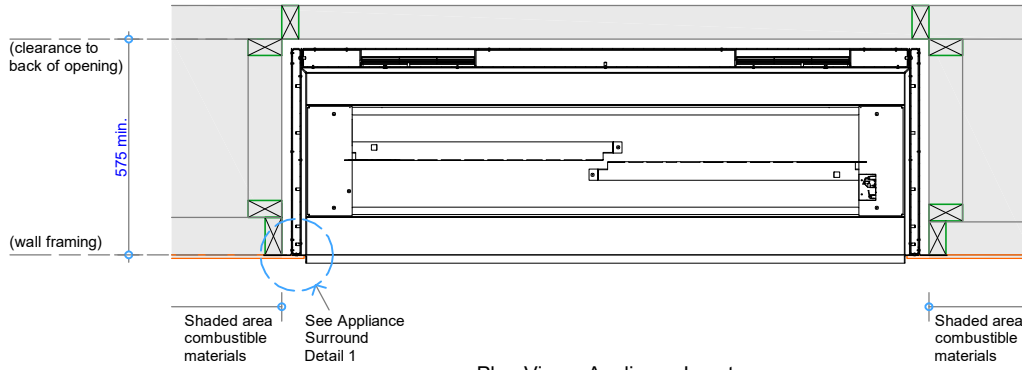 (clearance to
back of opening)
575 min.
(wall framing)
Shaded area
combustible
materials
See Appliance
Surround
Detail 1
Shaded area
combustible
materials